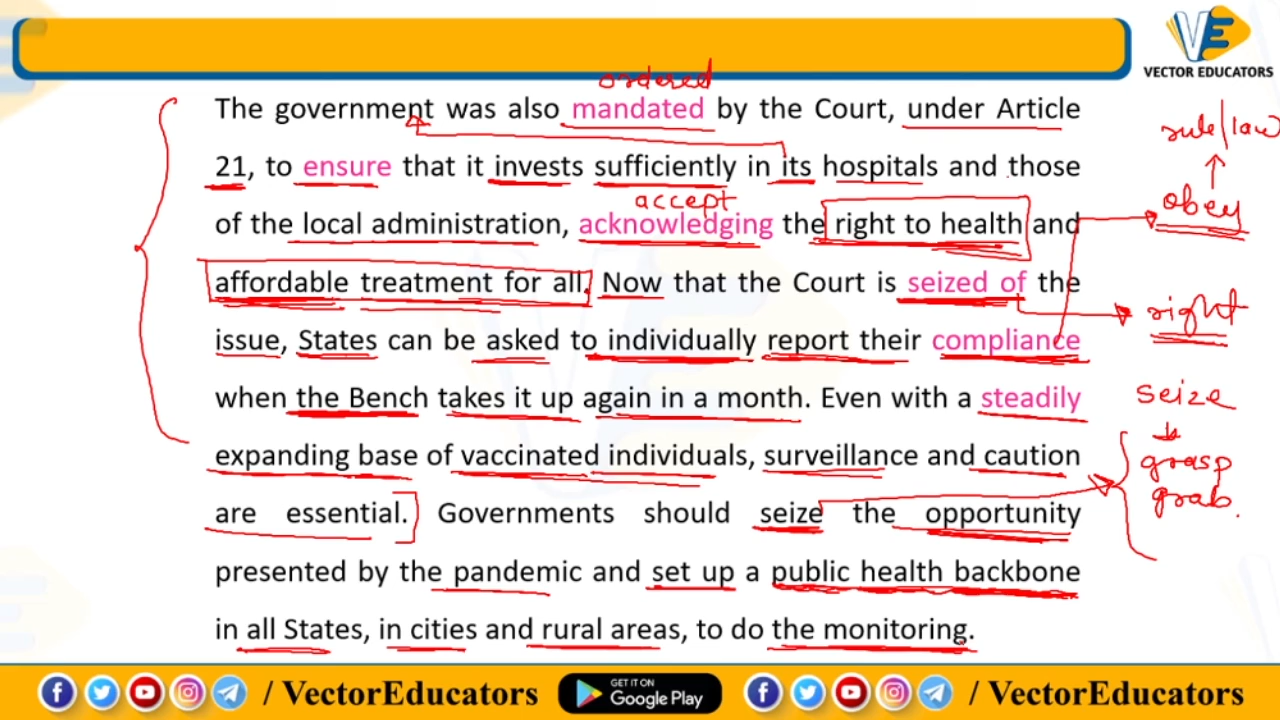 VECTOR EDUCATORS
ordered
The government was also mandated by the Court, under Article
rule/law
21, to ensure that it invests sufficiently in its hospitals and those
accept
obey
of the local administration, acknowledging the right to health and
affordable treatment for all. Now that the Court is seized of the
right
issue, States can be asked to individually report their compliance
when the Bench takes it up again in a month. Even with a steadily
seize
expanding base of vaccinated individuals, surveillance and caution
grasp
grab.
are essential. Governments should seize the opportunity
presented by the pandemic and set up a public health backbone
in all States, in cities and rural areas, to do the monitoring.
/ VectorEducators GET IT ON Google Play / VectorEducators